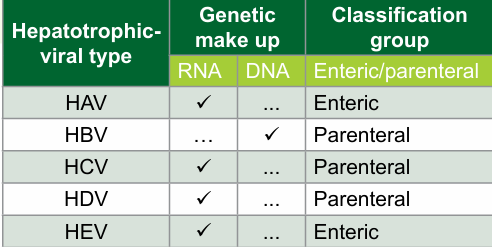 Hepatotrophic-
viral type
Genetic
make up
Classification
group
RNA DNA Enteric/parenteral
HAV ✓ ... Enteric
HBV ... ✓ Parenteral
HCV ✓ ... Parenteral
HDV ✓ ... Parenteral
HEV ✓ ... Enteric